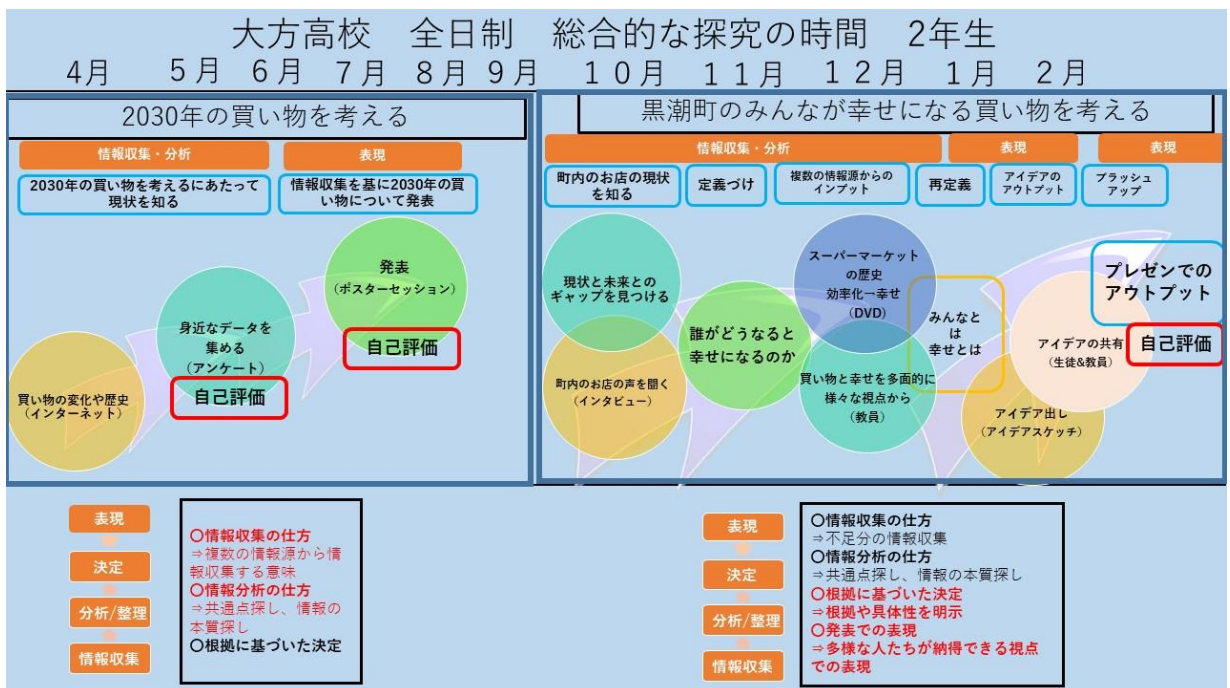 大方高校　全日制　総合的な探究の時間　2年生
4月　5月　6月　7月　8月　9月　10月　11月　12月　1月　2月
2030年の買い物を考える
情報収集・分析
表現
2030年の買い物を考えるにあたって
現状を知る
情報収集を基に2030年の買
い物について発表
買い物の変化や歴史
（インターネット）
身近なデータを
集める
（アンケート）
自己評価
発表
（ポスターセッション）
自己評価
黒潮町のみんなが幸せになる買い物を考える
情報収集・分析
表現
表現
町内のお店の現状
を知る
定義づけ
複数の情報源からの
インプット
再定義
アイデアの
アウトプット
ブラッシュ
アップ
現状と未来との
ギャップを見つける
町内のお店の声を聞く
（インタビュー）
誰がどうなると
幸せになるのか
スーパーマーケット
の歴史
効率化→幸せ
（DVD）
買い物と幸せを多面的に
様々な視点から
（教員）
みんなと
は
幸せとは
アイデアの共有
（生徒&教員）
アイデア出し
（アイデアスケッチ）
プレゼンでの
アウトプット
自己評価
表現
決定
分析/整理
情報収集
〇情報収集の仕方
⇒複数の情報源から情
報収集する意味
〇情報分析の仕方
⇒共通点探し、情報の
本質探し
〇根拠に基づいた決定
表現
決定
分析/整理
情報収集
〇情報収集の仕方
⇒不足分の情報収集
〇情報分析の仕方
⇒共通点探し、情報の本質探し
〇根拠に基づいた決定
⇒根拠や具体性を明示
〇発表での表現
⇒多様な人たちが納得できる視点
での表現